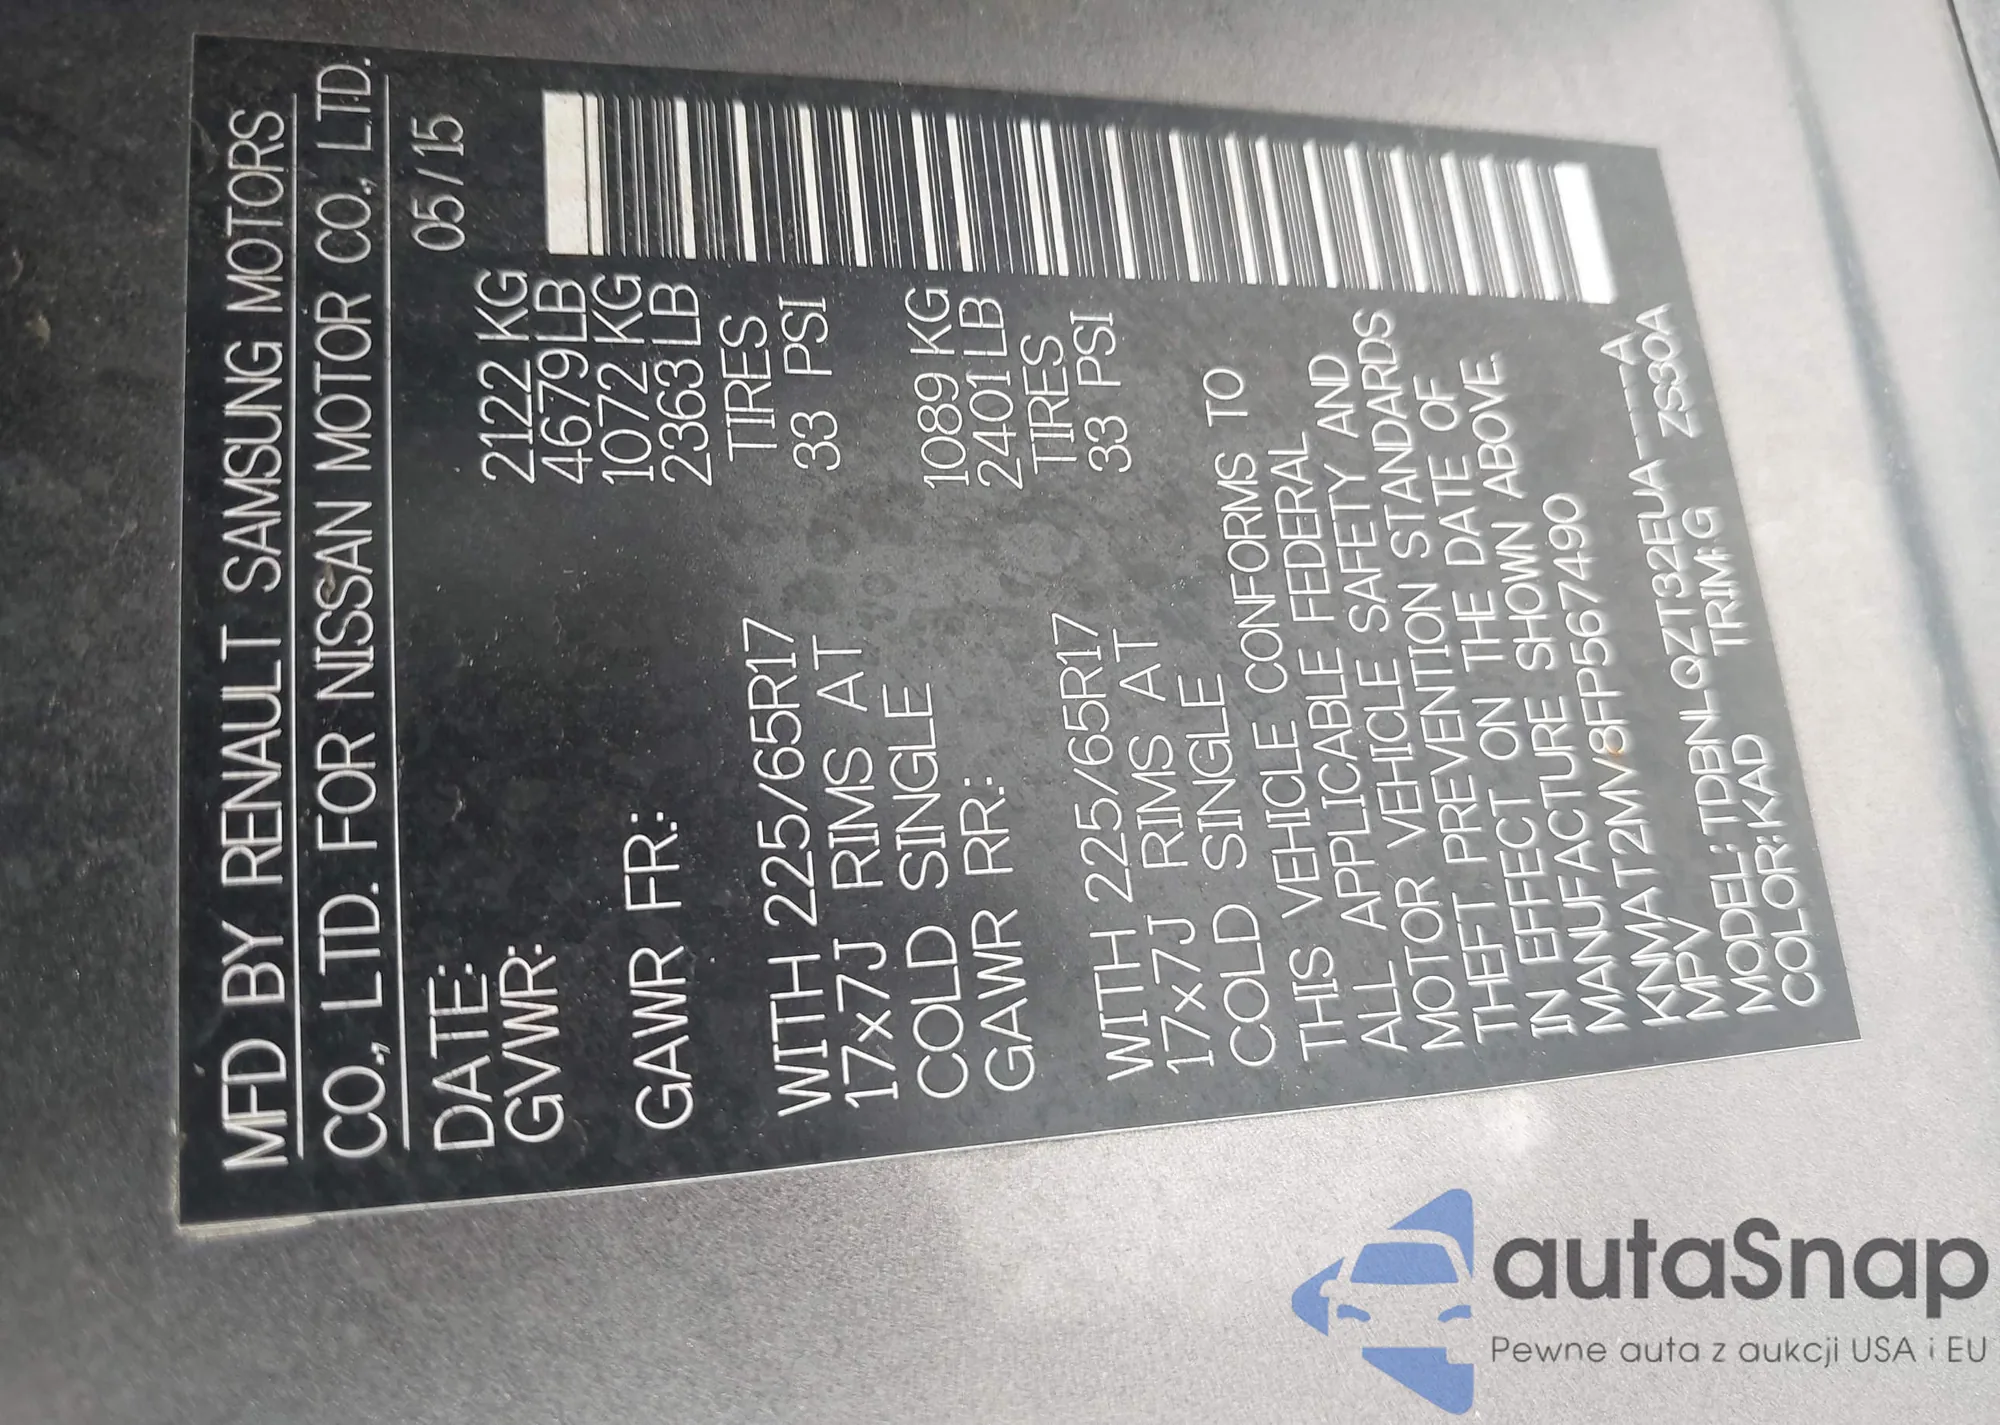 MFD BY RENAULT SAMSUNG MOTORS
CO., LTD. FOR NISSAN MOTOR CO., LTD.
DATE: 05/15
GVWR: 2122 KG
4679 LB
GAWR FR.: 1072 KG
2363 LB
TIRES
WITH 225/65R17
17x7J RIMS AT 33 PSI
COLD SINGLE
GAWR RR.: 1089 KG
2401 LB
TIRES
WITH 225/65R17
17x7J RIMS AT 33 PSI
COLD SINGLE
THIS VEHICLE CONFORMS TO
ALL APPLICABLE FEDERAL
MOTOR VEHICLE SAFETY AND
THEFT PREVENTION STANDARDS
IN EFFECT ON THE DATE OF
MANUFACTURE SHOWN ABOVE.
KNMAT2MV8FP567490
MPV
MODEL:TDBNLQZT32EUA----A
COLOR:KAD TRIM:G ZS30A
autaSnap
Pewne auta z aukcji USA i EU